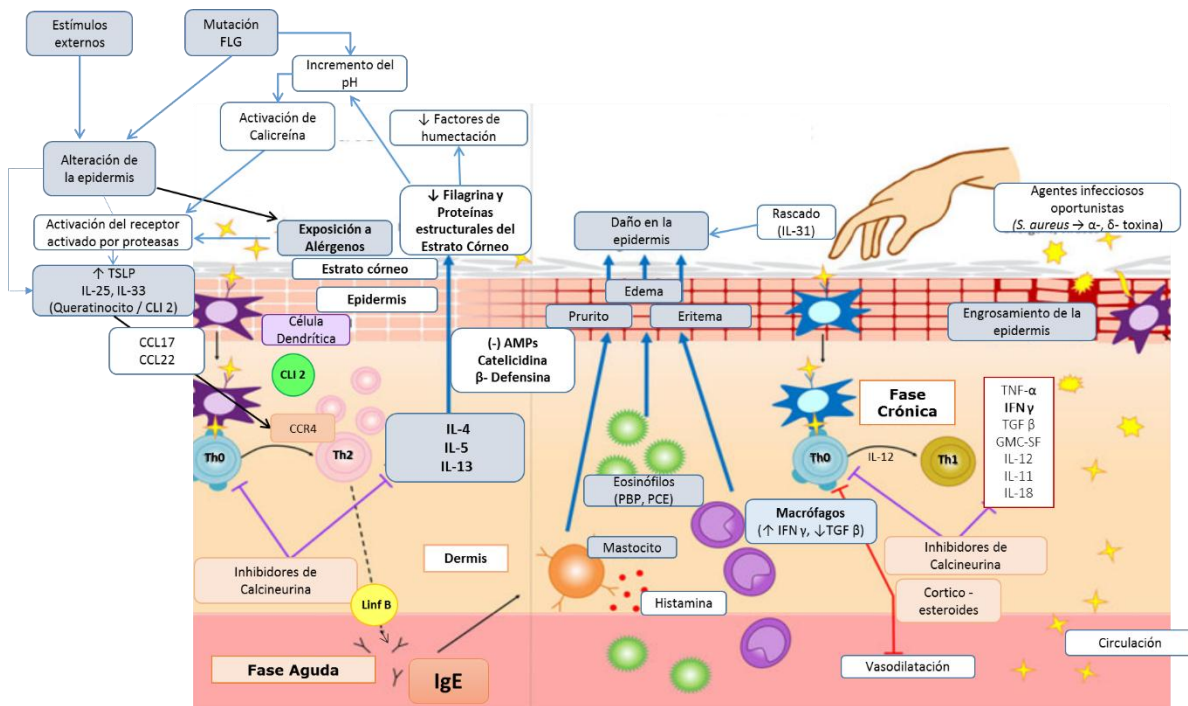 Estímulos
externos
Mutación
FLG
Incremento del
pH
Activación de
Calicreína
↓ Factores de
humectación
Alteración de
la epidermis
Activación del receptor
activado por proteasas
Exposición a
Alérgenos
↓ Filagrina y
Proteínas
estructurales del
Estrato Córneo
Estrato córneo
Epidermis
↑ TSLP
IL-25, IL-33
(Queratinocito / CLI 2)
CCL17
CCL22
Célula
Dendrítica
CLI 2
CCR4
Th0
Th2
IL-4
IL-5
IL-13
(-) AMPs
Catelicidina
β- Defensina
Inhibidores de
Calcineurina
Linf B
Dermis
Fase Aguda
IgE
Daño en la
epidermis
Rascado
(IL-31)
Edema
Prurito
Eritema
Eosinófilos
(PBP, PCE)
Mastocito
Histamina
Macrófagos
(↑ IFN γ, ↓TGF β)
Agentes infecciosos
oportunistas
(S. aureus → α-, δ- toxina)
Engrosamiento de la
epidermis
Fase
Crónica
Th0
IL-12
Th1
TNF-α
IFN γ
TGF β
GMC-SF
IL-12
IL-11
IL-18
Inhibidores de
Calcineurina
Cortico -
esteroides
Vasodilatación
Circulación